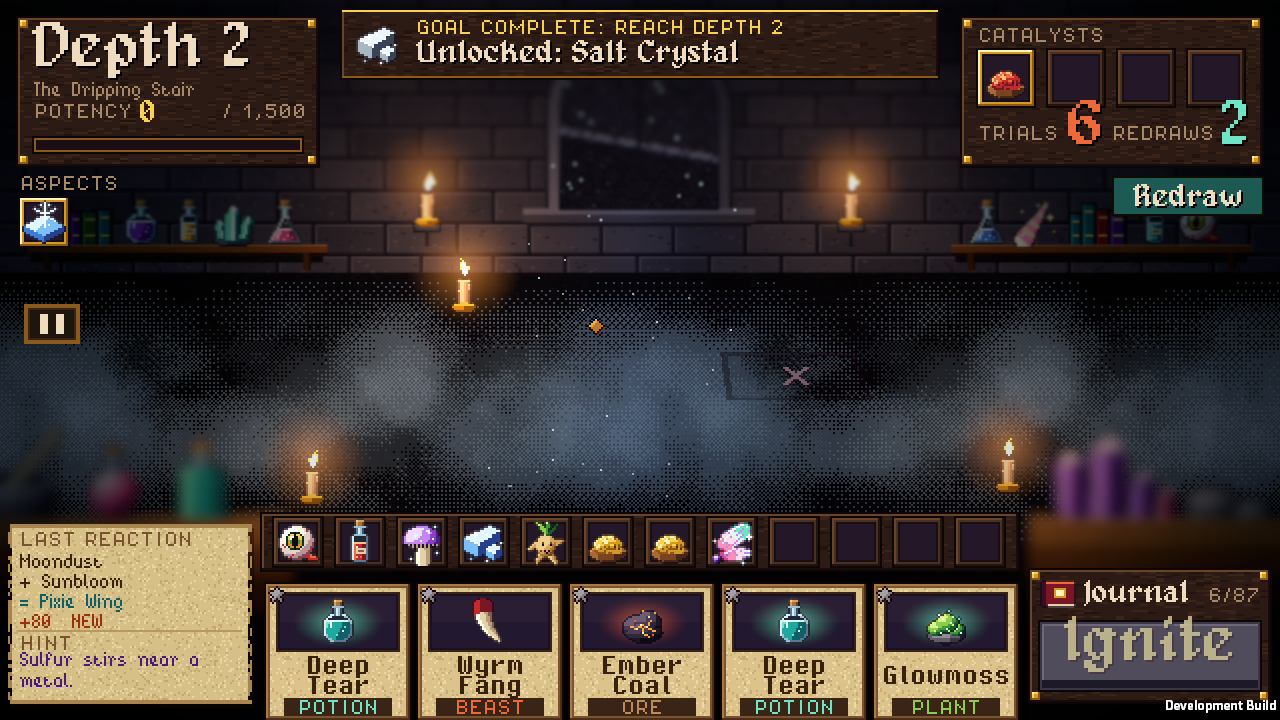 Depth 2
The Dripping Stair
POTENCY 0 / 1,500
ASPECTS
GOAL COMPLETE: REACH DEPTH 2
Unlocked: Salt Crystal
CATALYSTS
TRIALS 6 REDRAWS 2
Redraw
LAST REACTION
Moondust
+ Sunbloom
= Pixie Wing
+80 NEW
HINT
Sulfur stirs near a
metal.
Deep
Tear
POTION
Wyrm
Fang
BEAST
Ember
Coal
ORE
Deep
Tear
POTION
Glowmoss
PLANT
Journal 6/87
Ignite
Development Build